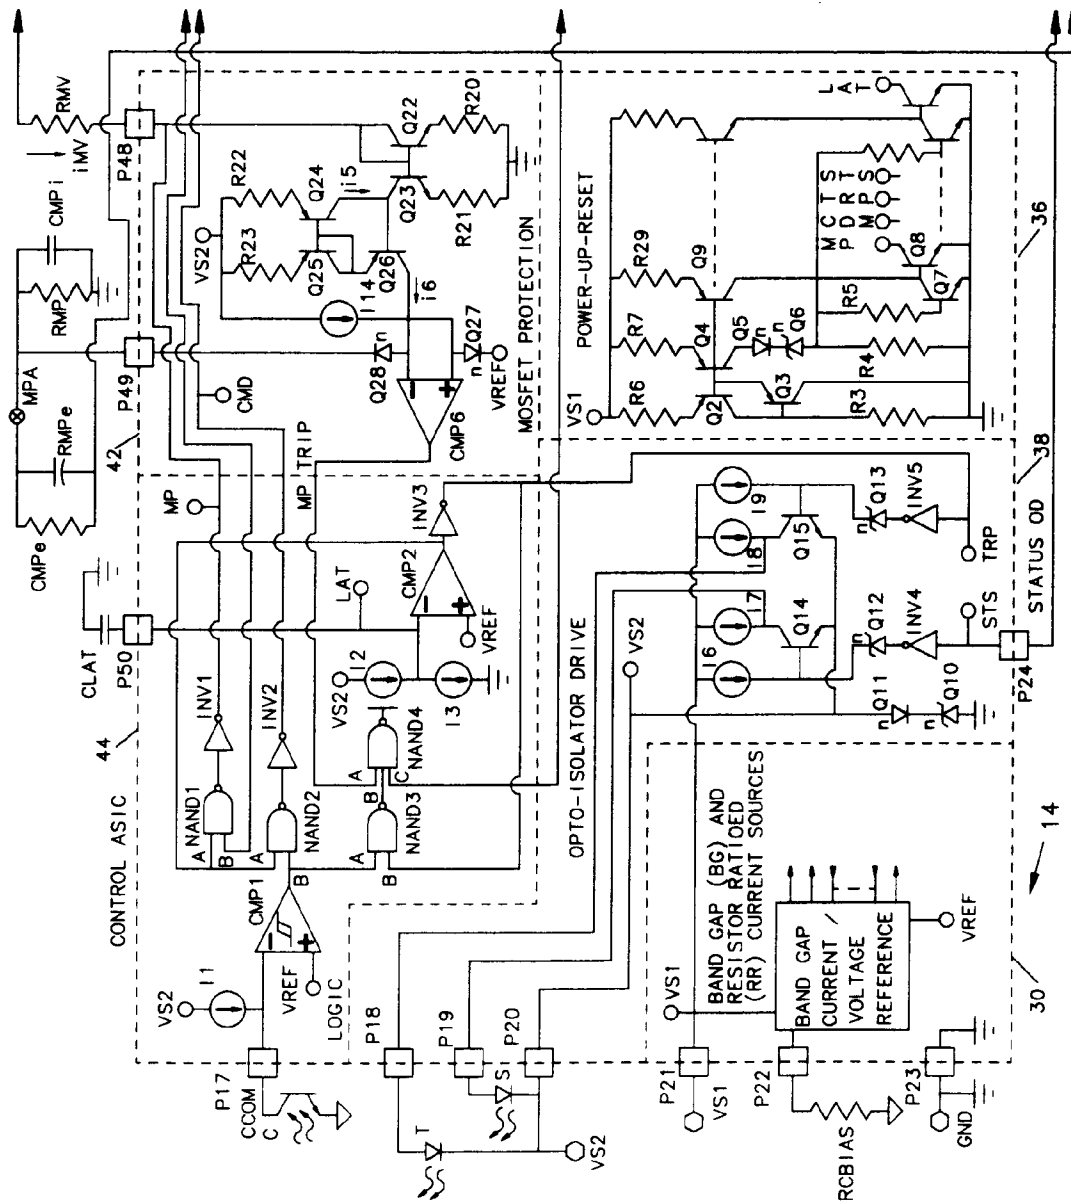 CONTROL ASIC
44
42
36
38
30
14
CMPe
RMPe
MPA
RMP
CMPi
iMV
RMV
CLAT
P50
P49
P48
MP
CMD
LAT
MP TRIP
VS2
R23
R22
Q25
Q24
i5
Q26
Q23
Q22
R21
R20
I14
i6
Q28
n
Q27
n
VREF
CMP6
MOSFET PROTECTION
INV1
INV2
INV3
NAND1
A
B
NAND2
A
B
NAND3
A
B
NAND4
A
B
C
VS2
I2
I3
CMP2
VREF
CMP1
VS2
I1
VREF
LOGIC
P17
CCOM
C
P18
P19
P20
T
S
VS2
OPTO-ISOLATOR DRIVE
VS2
I6
I7
I8
I9
Q14
Q15
Q11
n
Q10
n
Q12
n
INV4
Q13
n
INV5
STS
TRP
P24
STATUS OD
POWER-UP-RESET
VS1
R6
R7
R29
Q2
Q4
Q9
Q3
Q5
n
Q6
n
R3
R4
R5
Q7
Q8
MCTS
PDRT
MPS
LAT
BAND GAP (BG) AND
RESISTOR RATIOED
(RR) CURRENT SOURCES
VS1
BAND GAP
CURRENT /
VOLTAGE
REFERENCE
VREF
P21
VS1
P22
RCBIAS
P23
GND